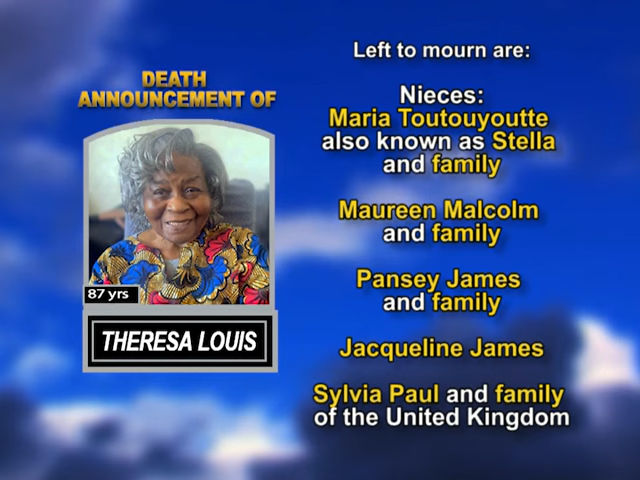 DEATH
ANNOUNCEMENT OF
87 yrs
THERESA LOUIS
Left to mourn are:
Nieces:
Maria Toutouyoutte
also known as Stella
and family
Maureen Malcolm
and family
Pansey James
and family
Jacqueline James
Sylvia Paul and family
of the United Kingdom